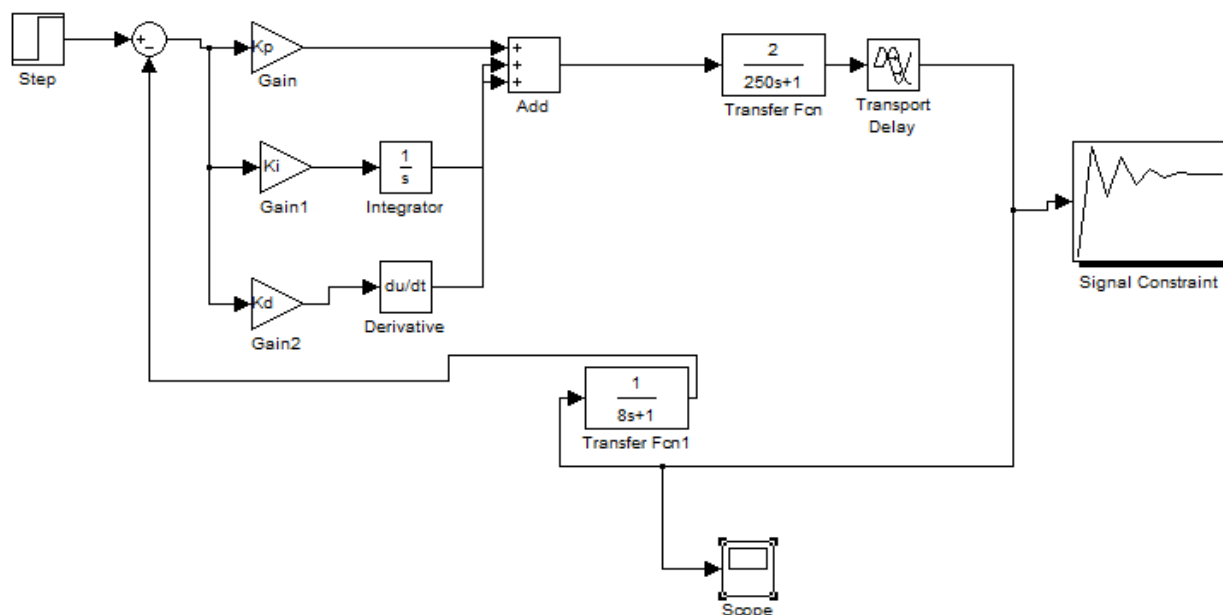 Step
+
−
Kp
Gain
+
+
+
Add
2
250s+1
Transfer Fcn
Transport
Delay
Ki
Gain1
1
s
Integrator
Signal Constraint
Kd
Gain2
du/dt
Derivative
1
8s+1
Transfer Fcn1
Scope